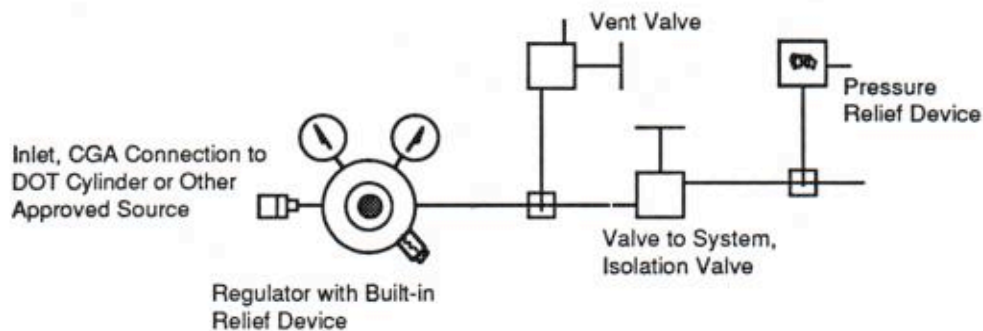 Vent Valve
Pressure
Relief Device
Inlet, CGA Connection to
DOT Cylinder or Other
Approved Source
Valve to System,
Isolation Valve
Regulator with Built-in
Relief Device